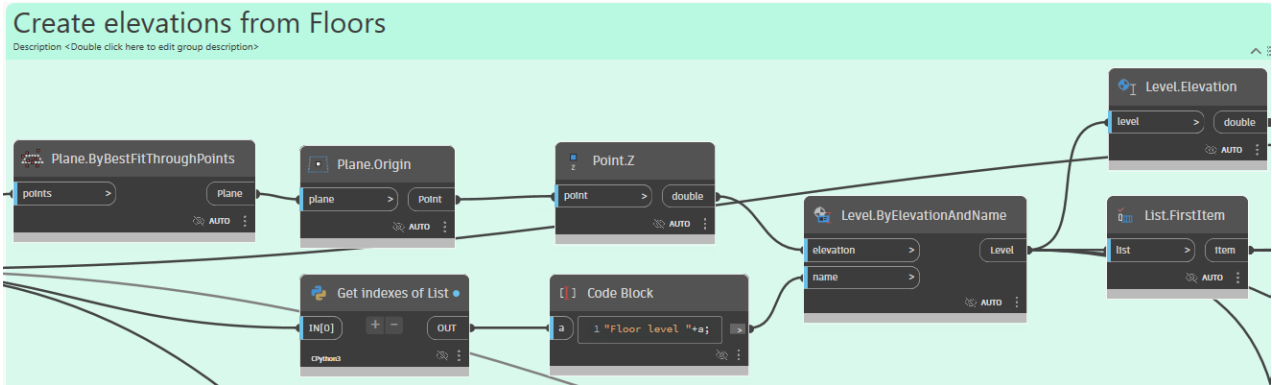 Create elevations from Floors
Description <Double click here to edit group description>
Level.Elevation
level >
double
AUTO
Plane.ByBestFitThroughPoints
points >
Plane
AUTO
Plane.Origin
plane >
Point
AUTO
Point.Z
Z
point >
double
AUTO
Level.ByElevationAndName
elevation >
name >
Level
AUTO
List.FirstItem
list >
Item
AUTO
Get indexes of List
IN[0]
+ -
OUT
CPython3
[ ] Code Block
a
1 "Floor level "+a;
>